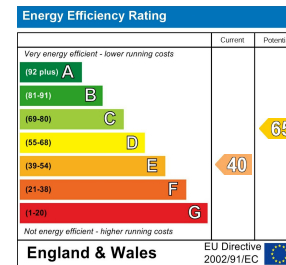 Energy Efficiency Rating
Current Potenti
Very energy efficient - lower running costs
(92 plus) A
(81-91) B
(69-80) C
(55-68) D
(39-54) E
(21-38) F
(1-20) G
65
40
Not energy efficient - higher running costs
England & Wales
EU Directive
2002/91/EC